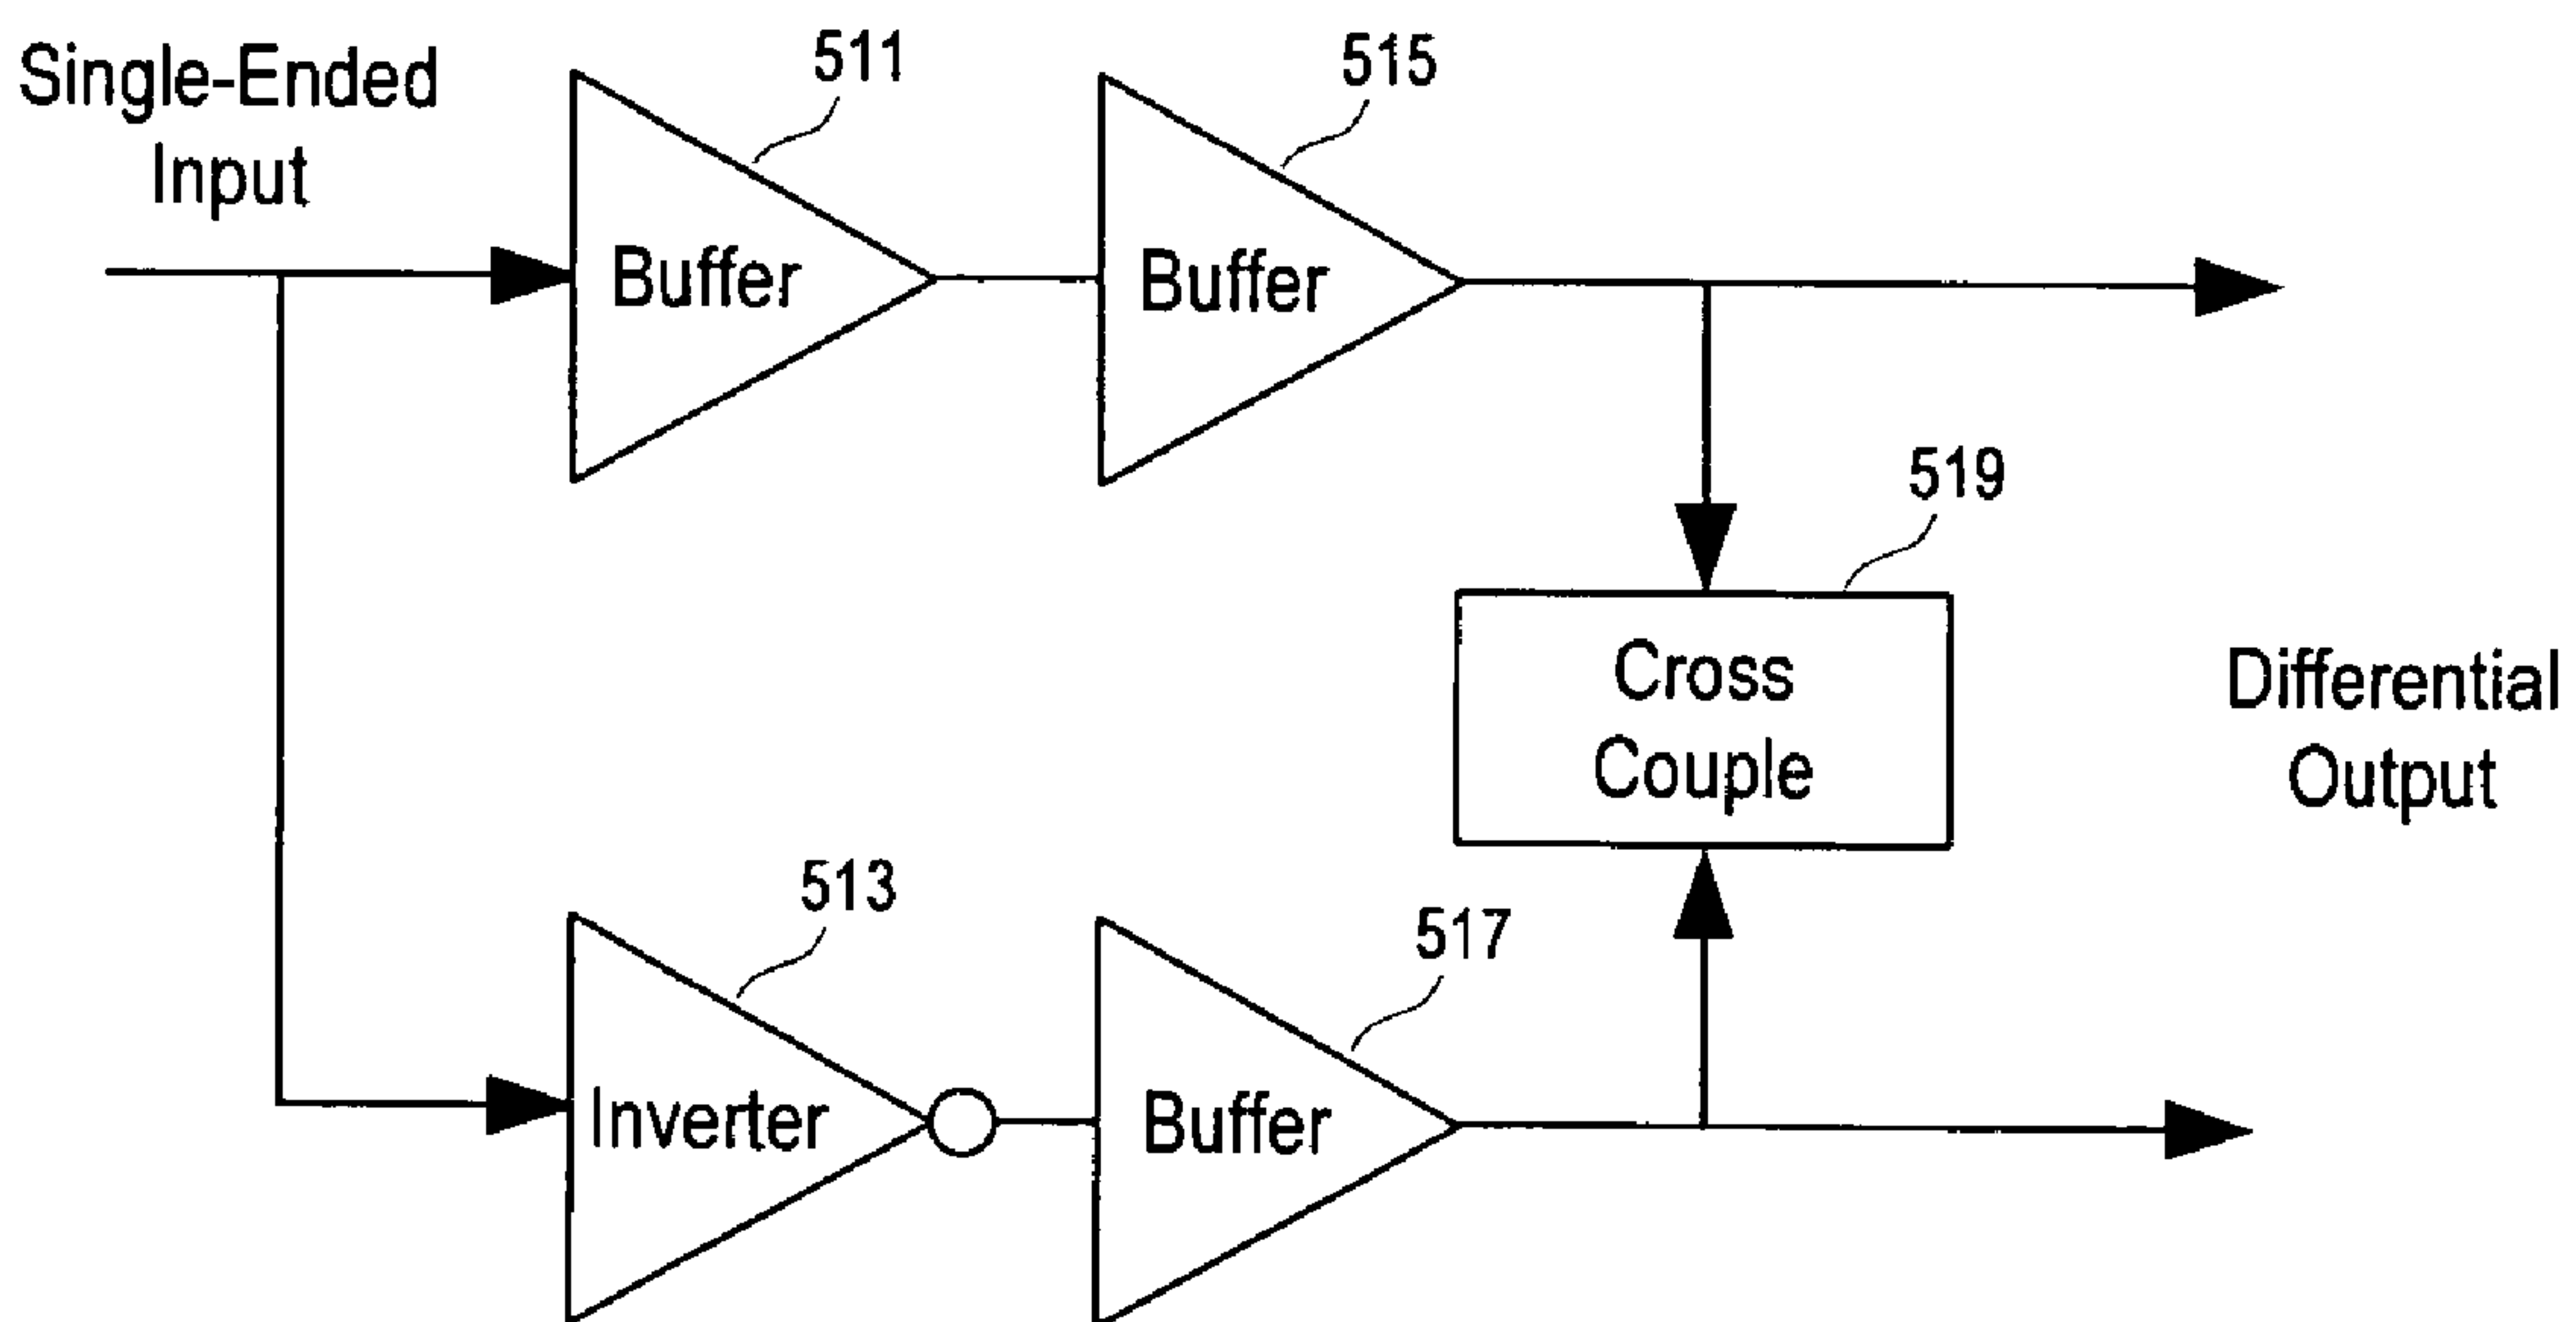 Single-Ended
Input
511
Buffer
515
Buffer
519
Cross
Couple
Differential
Output
513
Inverter
517
Buffer